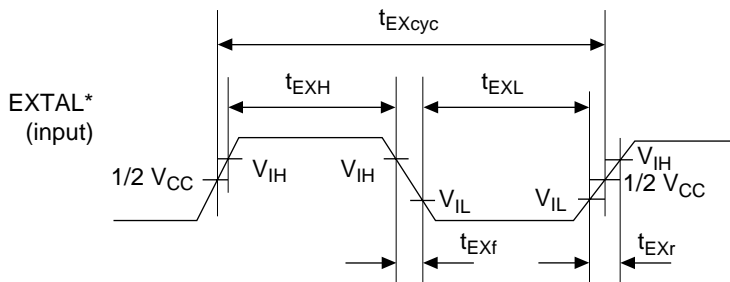 tEXcyc
tEXH
tEXL
EXTAL*
(input)
VIH
VIH
VIH
1/2 VCC
1/2 VCC
VIL
VIL
tEXf
tEXr